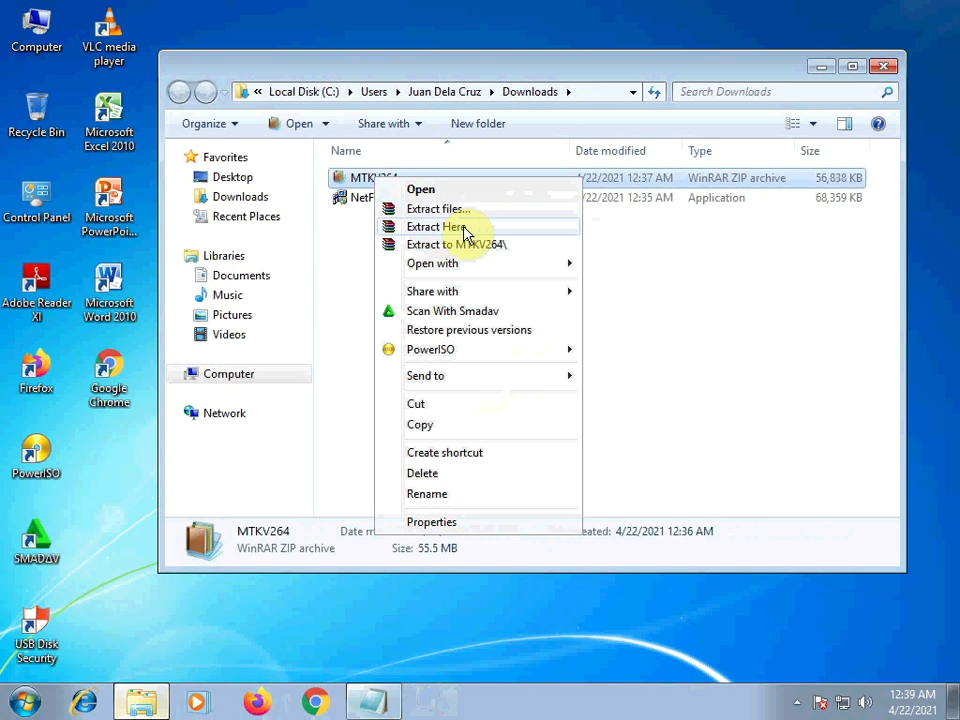 Computer
VLC media
player
Recycle Bin
Microsoft
Excel 2010
Control Panel
Microsoft
PowerPoi...
Adobe Reader
XI
Microsoft
Word 2010
Firefox
Google
Chrome
PowerISO
SMADAV
USB Disk
Security
« Local Disk (C:) Users Juan Dela Cruz Downloads
Search Downloads
Organize Open Share with New folder
Favorites
Desktop
Downloads
Recent Places
Libraries
Documents
Music
Pictures
Videos
Computer
Network
Name Date modified Type Size
MTKV264 4/22/2021 12:37 AM WinRAR ZIP archive 56,838 KB
NetF 4/22/2021 12:35 AM Application 68,359 KB
Open
Extract files...
Extract Here
Extract to MTKV264\
Open with
Share with
Scan With Smadav
Restore previous versions
PowerISO
Send to
Cut
Copy
Create shortcut
Delete
Rename
Properties
MTKV264 Date m eated: 4/22/2021 12:36 AM
WinRAR ZIP archive Size: 55.5 MB
12:39 AM
4/22/2021